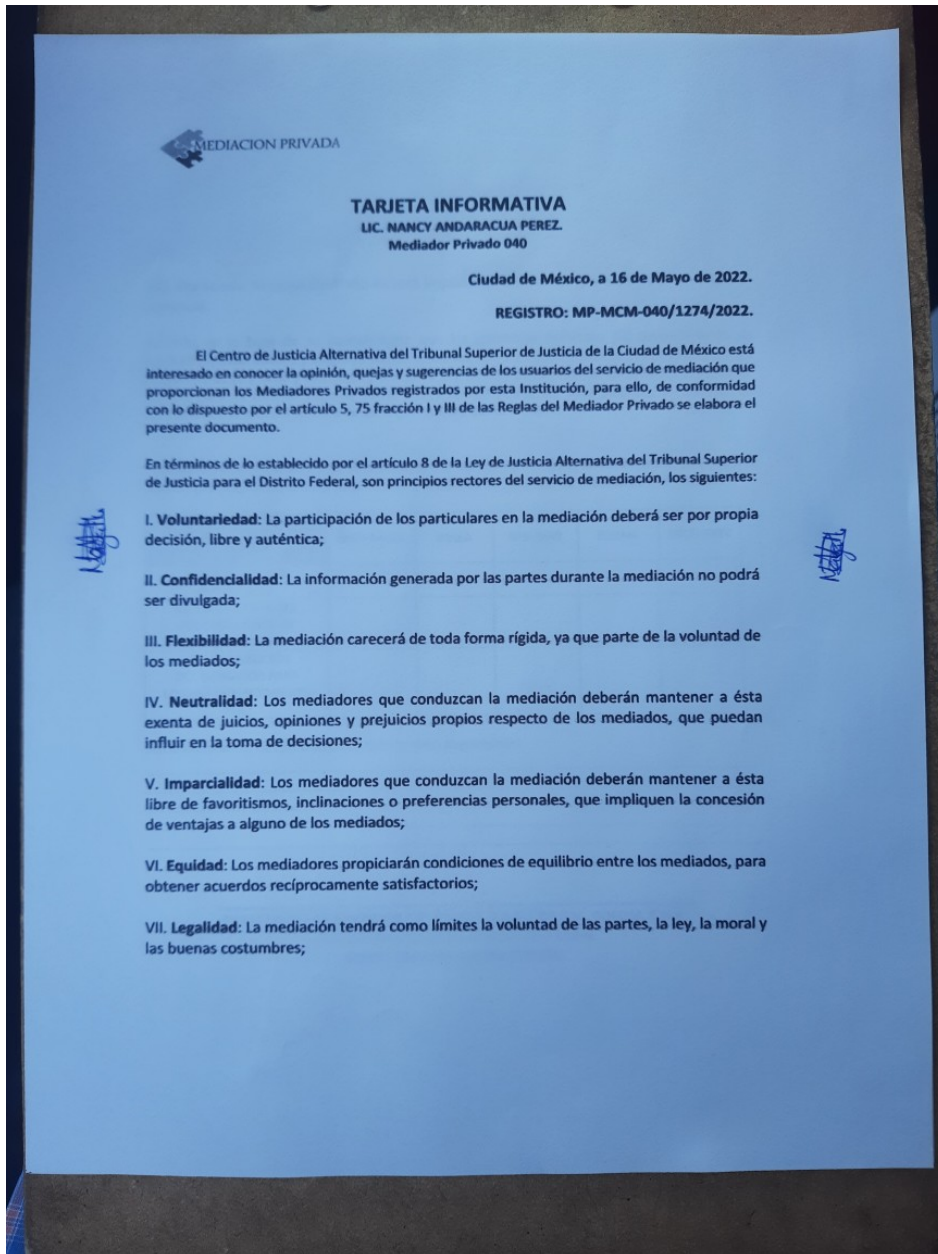 MEDIACION PRIVADA
TARJETA INFORMATIVA
LIC. NANCY ANDARACUA PEREZ.
Mediador Privado 040
Ciudad de México, a 16 de Mayo de 2022.
REGISTRO: MP-MCM-040/1274/2022.
El Centro de Justicia Alternativa del Tribunal Superior de Justicia de la Ciudad de México está
interesado en conocer la opinión, quejas y sugerencias de los usuarios del servicio de mediación que
proporcionan los Mediadores Privados registrados por esta Institución, para ello, de conformidad
con lo dispuesto por el artículo 5, 75 fracción I y III de las Reglas del Mediador Privado se elabora el
presente documento.
En términos de lo establecido por el artículo 8 de la Ley de Justicia Alternativa del Tribunal Superior
de Justicia para el Distrito Federal, son principios rectores del servicio de mediación, los siguientes:
I. Voluntariedad: La participación de los particulares en la mediación deberá ser por propia
decisión, libre y auténtica;
II. Confidencialidad: La información generada por las partes durante la mediación no podrá
ser divulgada;
III. Flexibilidad: La mediación carecerá de toda forma rígida, ya que parte de la voluntad de
los mediados;
IV. Neutralidad: Los mediadores que conduzcan la mediación deberán mantener a ésta
exenta de juicios, opiniones y prejuicios propios respecto de los mediados, que puedan
influir en la toma de decisiones;
V. Imparcialidad: Los mediadores que conduzcan la mediación deberán mantener a ésta
libre de favoritismos, inclinaciones o preferencias personales, que impliquen la concesión
de ventajas a alguno de los mediados;
VI. Equidad: Los mediadores propiciarán condiciones de equilibrio entre los mediados, para
obtener acuerdos recíprocamente satisfactorios;
VII. Legalidad: La mediación tendrá como límites la voluntad de las partes, la ley, la moral y
las buenas costumbres;